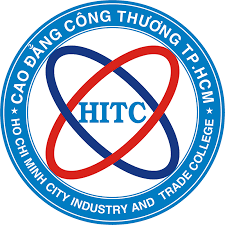 CAO ĐẲNG CÔNG THƯƠNG TP.HCM
HITC
HO CHI MINH CITY INDUSTRY AND TRADE COLLEGE